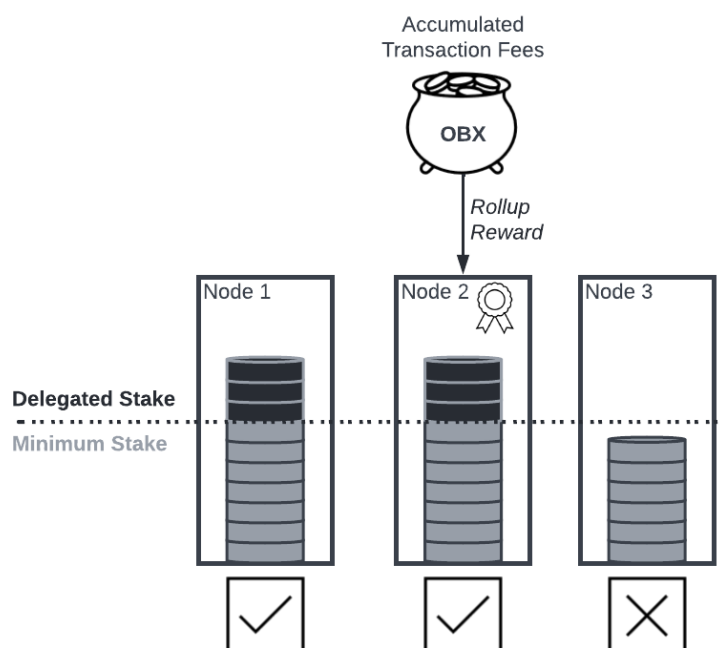 Accumulated
Transaction Fees
OBX
Rollup
Reward
Node 1
Node 2
Node 3
Delegated Stake
Minimum Stake